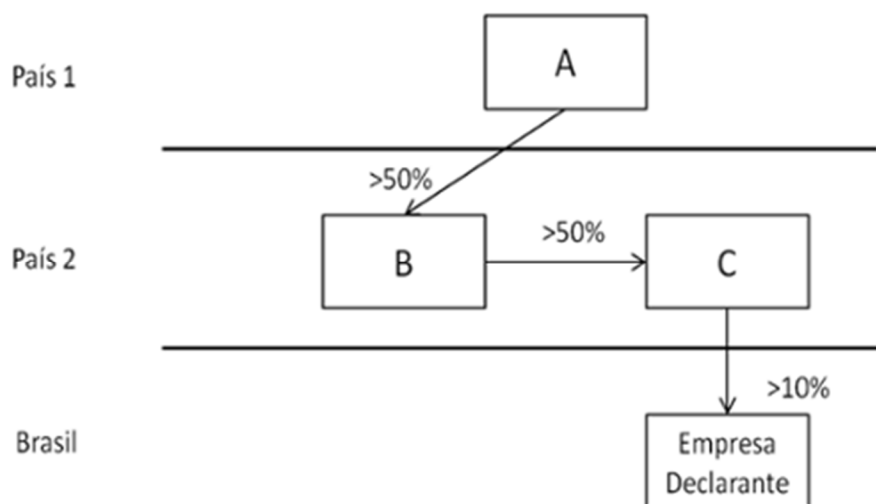 País 1
A
>50%
País 2
B
>50%
C
>10%
Brasil
Empresa
Declarante